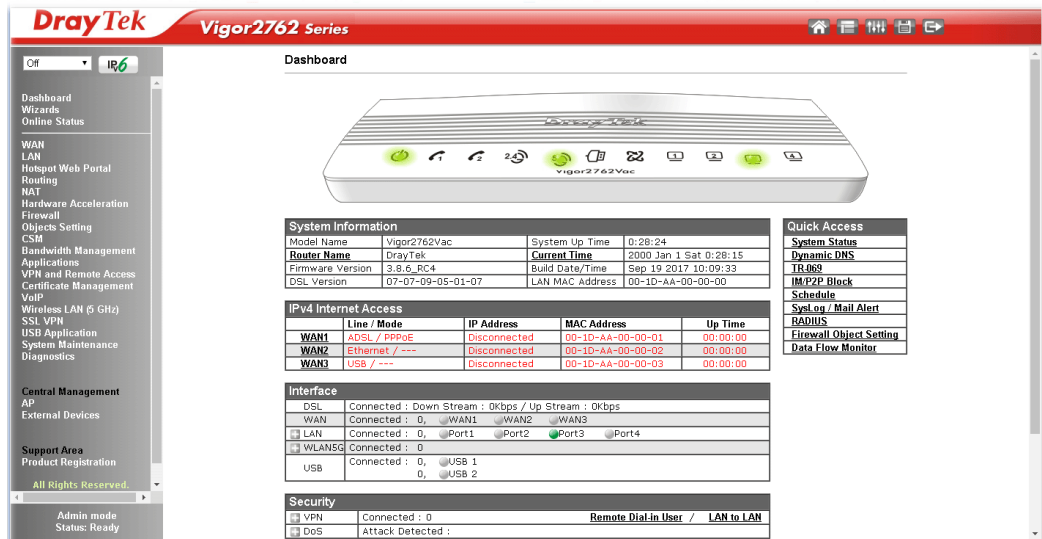 DrayTek
Vigor2762 Series
Off
IPv6
Dashboard
Wizards
Online Status
WAN
LAN
Hotspot Web Portal
Routing
NAT
Hardware Acceleration
Firewall
Objects Setting
CSM
Bandwidth Management
Applications
VPN and Remote Access
Certificate Management
VoIP
Wireless LAN (5 GHz)
SSL VPN
USB Application
System Maintenance
Diagnostics
Central Management
AP
External Devices
Support Area
Product Registration
All Rights Reserved.
Admin mode
Status: Ready
Dashboard
DrayTek
1 2 2.4 5 1 2 4
Vigor2762Vac
System Information
Model Name Vigor2762Vac System Up Time 0:28:24
Router Name DrayTek Current Time 2000 Jan 1 Sat 0:28:15
Firmware Version 3.8.6_RC4 Build Date/Time Sep 19 2017 10:09:33
DSL Version 07-07-09-05-01-07 LAN MAC Address 00-1D-AA-00-00-00
IPv4 Internet Access
Line / Mode IP Address MAC Address Up Time
WAN1 ADSL / PPPoE Disconnected 00-1D-AA-00-00-01 00:00:00
WAN2 Ethernet / --- Disconnected 00-1D-AA-00-00-02 00:00:00
WAN3 USB / --- Disconnected 00-1D-AA-00-00-03 00:00:00
Interface
DSL Connected : Down Stream : 0Kbps / Up Stream : 0Kbps
WAN Connected : 0, WAN1 WAN2 WAN3
LAN Connected : 0, Port1 Port2 Port3 Port4
WLAN5G Connected : 0
USB Connected : 0, USB 1
0, USB 2
Security
VPN Connected : 0 Remote Dial-in User / LAN to LAN
DoS Attack Detected :
Quick Access
System Status
Dynamic DNS
TR-069
IM/P2P Block
Schedule
SysLog / Mail Alert
RADIUS
Firewall Object Setting
Data Flow Monitor